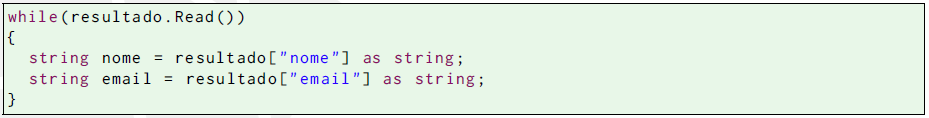 while(resultado.Read())
{
  string nome = resultado["nome"] as string;
  string email = resultado["email"] as string;
}